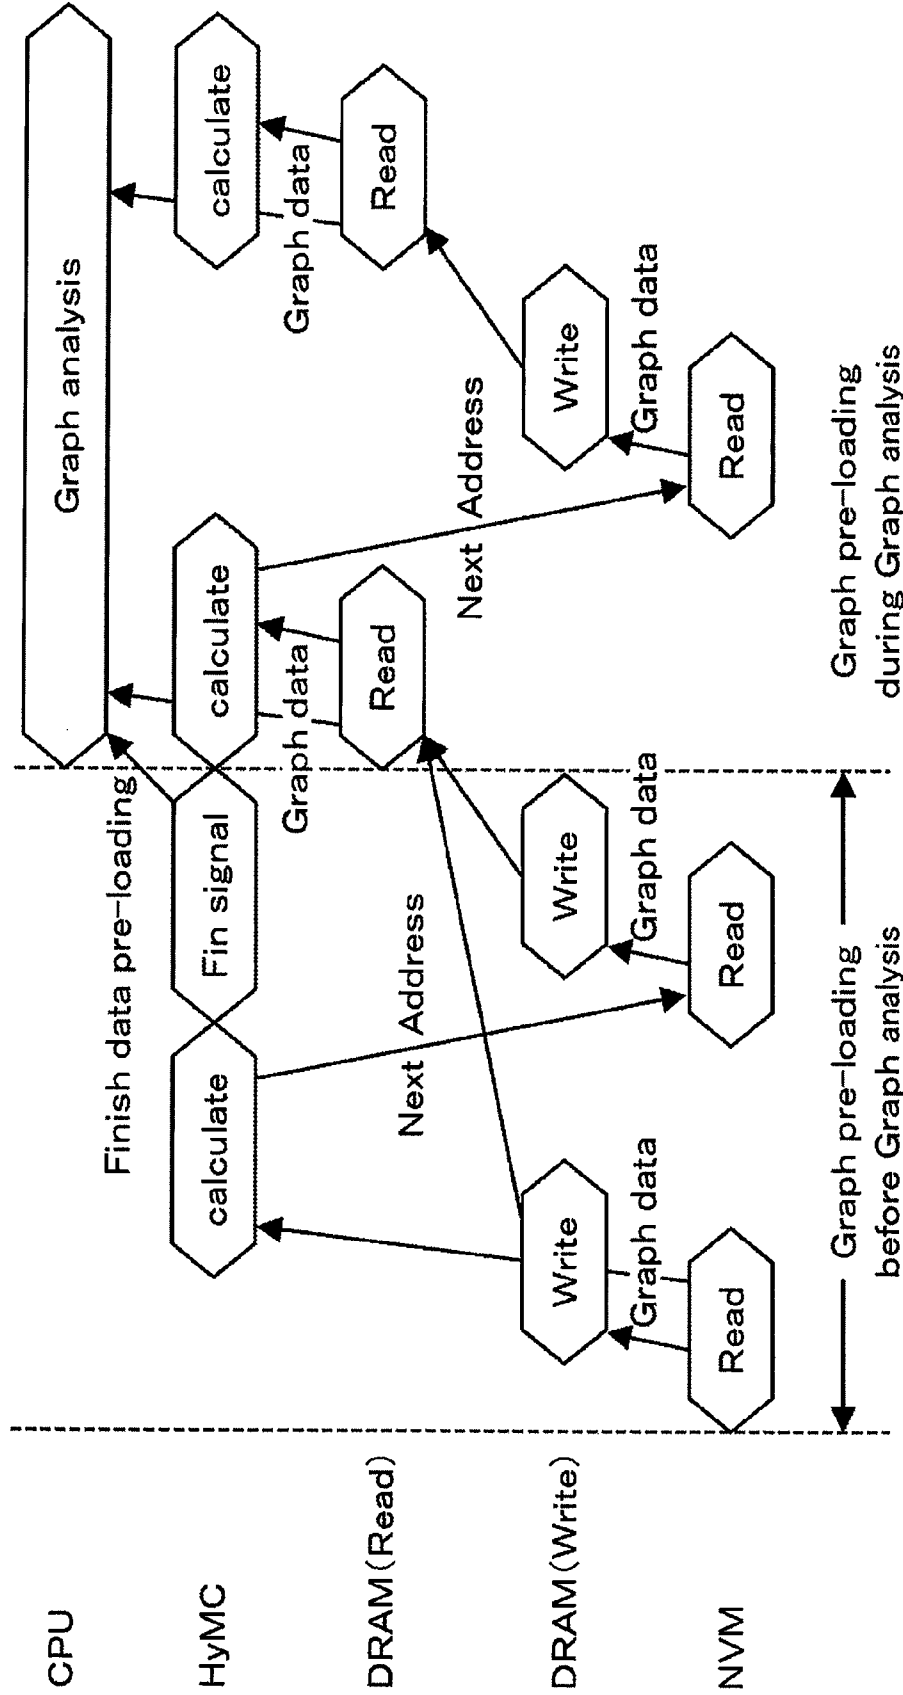 CPU
Graph analysis
Finish data pre-loading
HyMC
calculate
Fin signal
calculate
calculate
Graph data
Graph data
DRAM(Read)
Read
Read
Next Address
Next Address
DRAM(Write)
Write
Write
Write
Graph data
Graph data
Graph data
NVM
Read
Read
Read
Graph pre-loading
before Graph analysis
Graph pre-loading
during Graph analysis